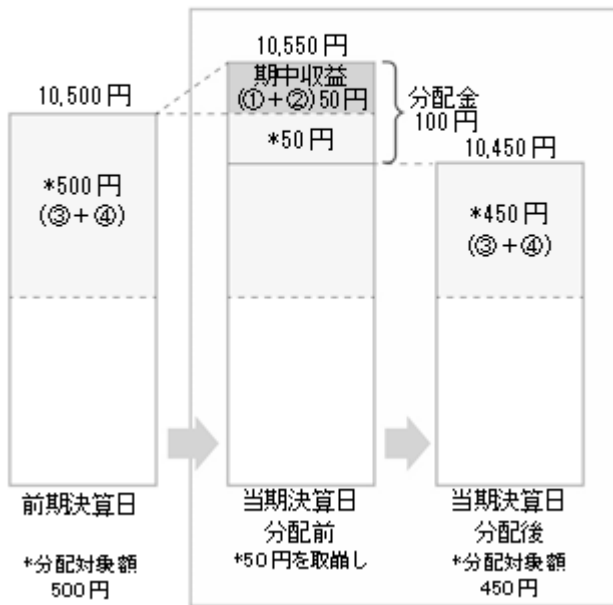 10,550円
期中収益
(①+②)50円
10,500円
分配金
100円
*50円
10,450円
*500円
(③+④)
*450円
(③+④)
前期決算日
当期決算日
分配前
当期決算日
分配後
*分配対象額
500円
*50円を取崩し
*分配対象額
450円